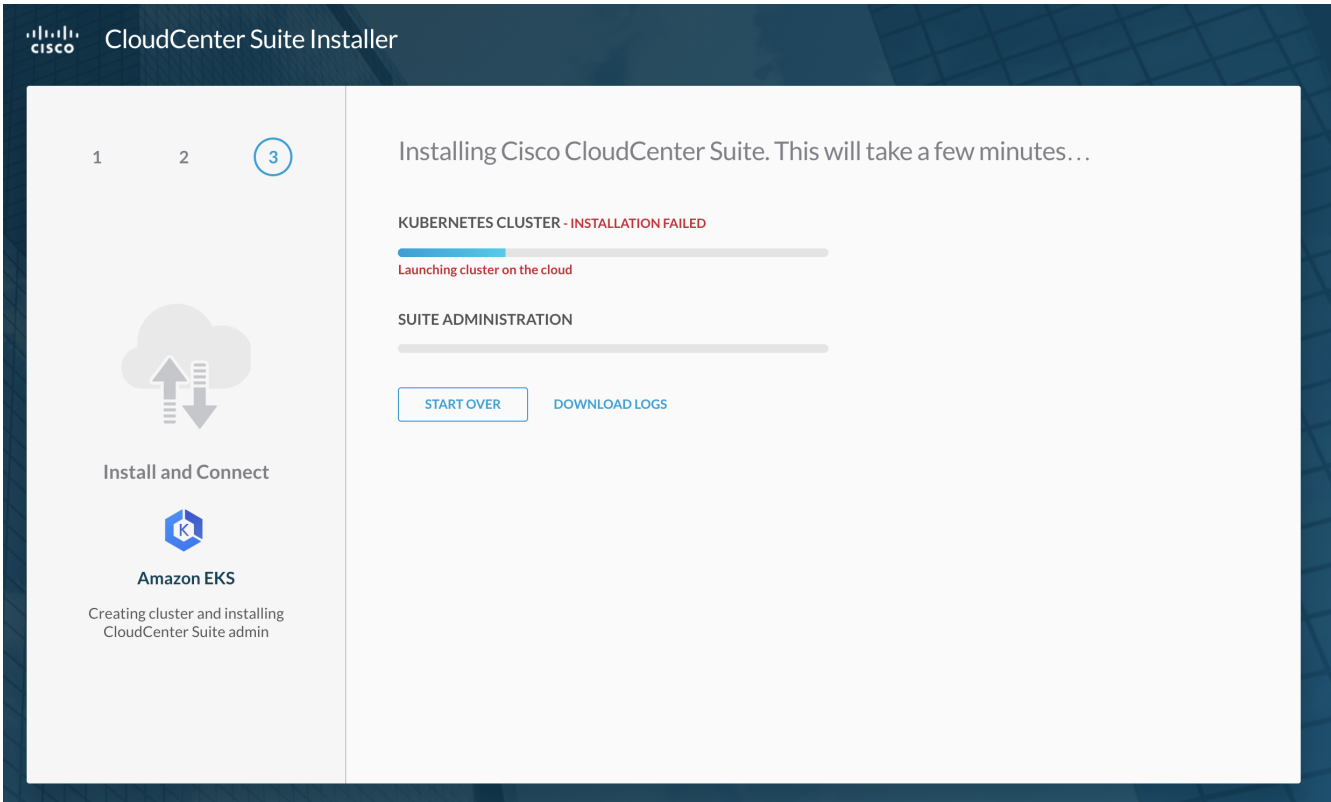 CISCO
CloudCenter Suite Installer
1 2 3
Installing Cisco CloudCenter Suite. This will take a few minutes...
KUBERNETES CLUSTER - INSTALLATION FAILED
Launching cluster on the cloud
SUITE ADMINISTRATION
START OVER DOWNLOAD LOGS
Install and Connect
K
Amazon EKS
Creating cluster and installing
CloudCenter Suite admin